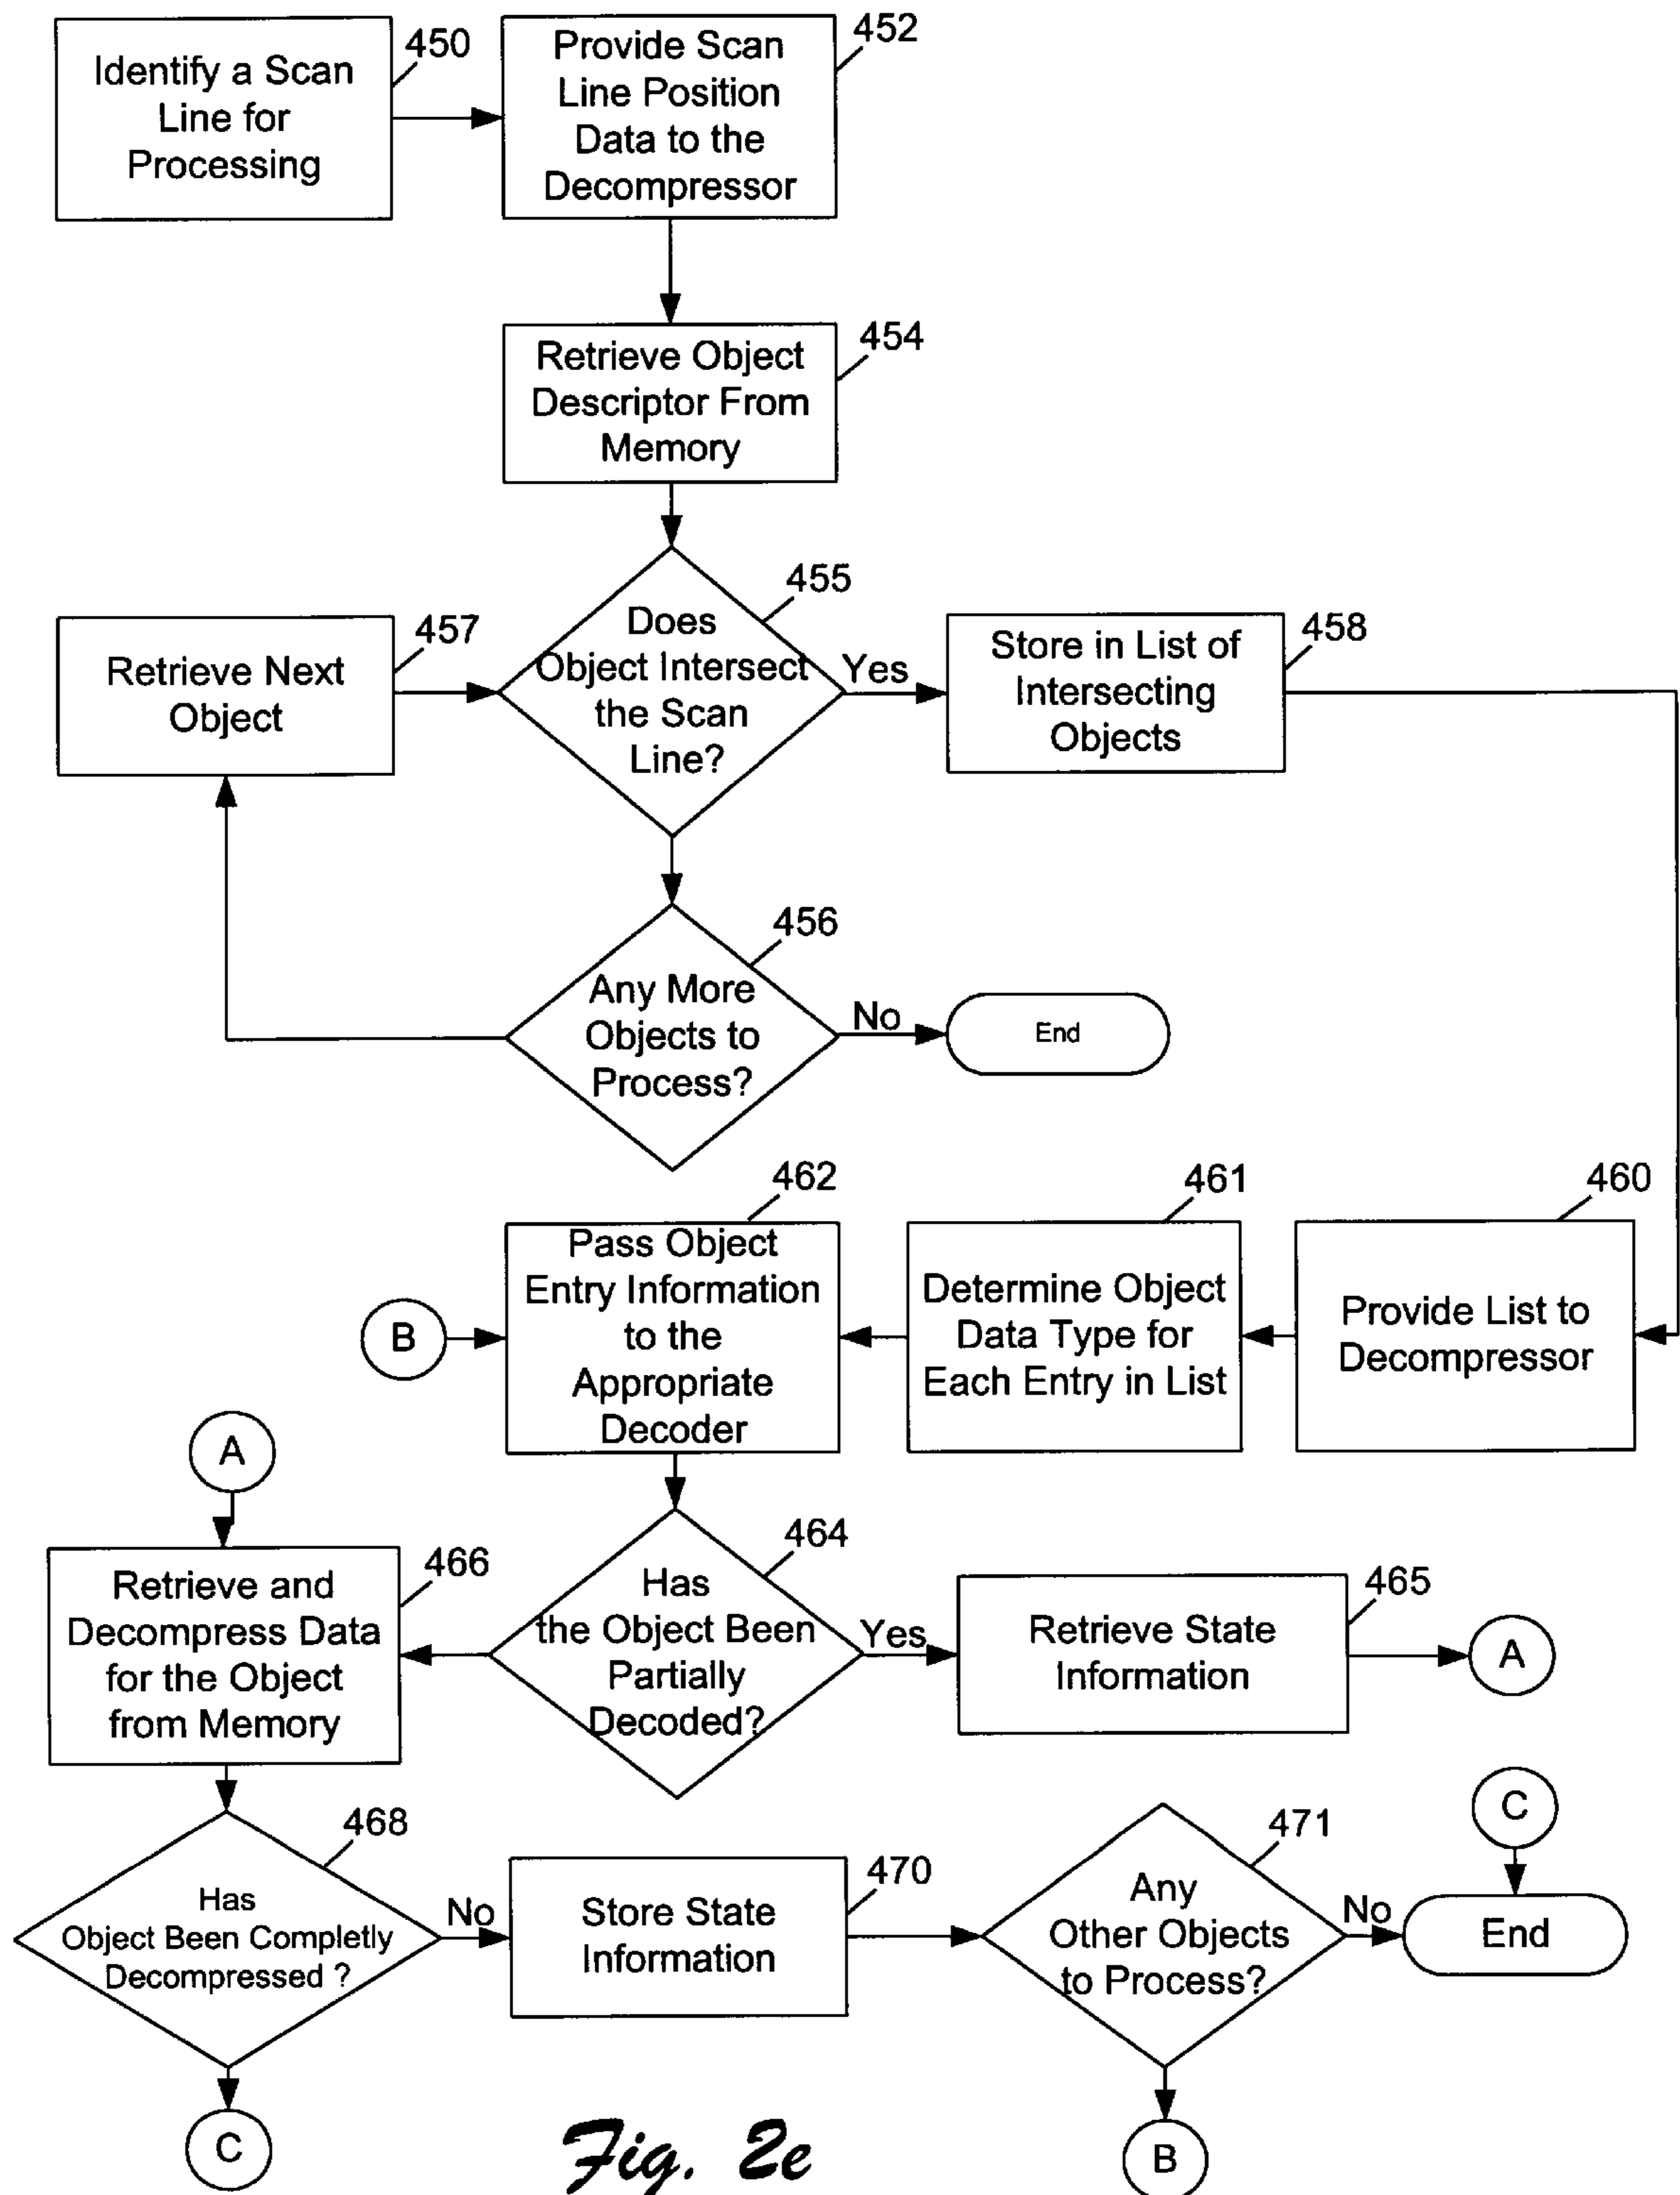 450
Identify a Scan
Line for
Processing
452
Provide Scan
Line Position
Data to the
Decompressor
454
Retrieve Object
Descriptor From
Memory
455
Does
Object Intersect
the Scan
Line?
Yes
457
Retrieve Next
Object
458
Store in List of
Intersecting
Objects
456
Any More
Objects to
Process?
No
End
462
Pass Object
Entry Information
to the
Appropriate
Decoder
461
Determine Object
Data Type for
Each Entry in List
460
Provide List to
Decompressor
B
A
464
Has
the Object Been
Partially
Decoded?
Yes
465
Retrieve State
Information
A
466
Retrieve and
Decompress Data
for the Object
from Memory
468
Has
Object Been Completly
Decompressed ?
No
470
Store State
Information
471
Any
Other Objects
to Process?
No
C
End
C
B
Fig. 2e